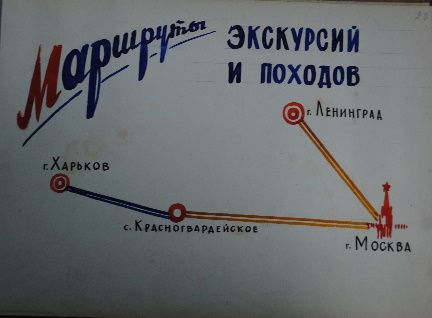 Маршруты ЭКСКУРСИЙ
И ПОХОДОВ
г. ЛЕНИНГРАД
г. ХАРЬКОВ
с. КРАСНОГВАРДЕЙСКОЕ
г. МОСКВА